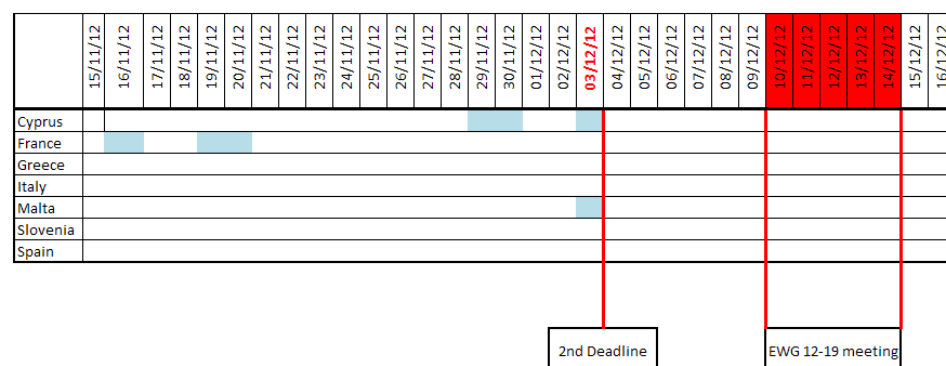 15/11/12 16/11/12 17/11/12 18/11/12 19/11/12 20/11/12 21/11/12 22/11/12 23/11/12 24/11/12 25/11/12 26/11/12 27/11/12 28/11/12 29/11/12 30/11/12 01/12/12 02/12/12 03/12/12 04/12/12 05/12/12 06/12/12 07/12/12 08/12/12 09/12/12 10/12/12 11/12/12 12/12/12 13/12/12 14/12/12 15/12/12 16/12/12
Cyprus
France
Greece
Italy
Malta
Slovenia
Spain
2nd Deadline EWG 12-19 meeting